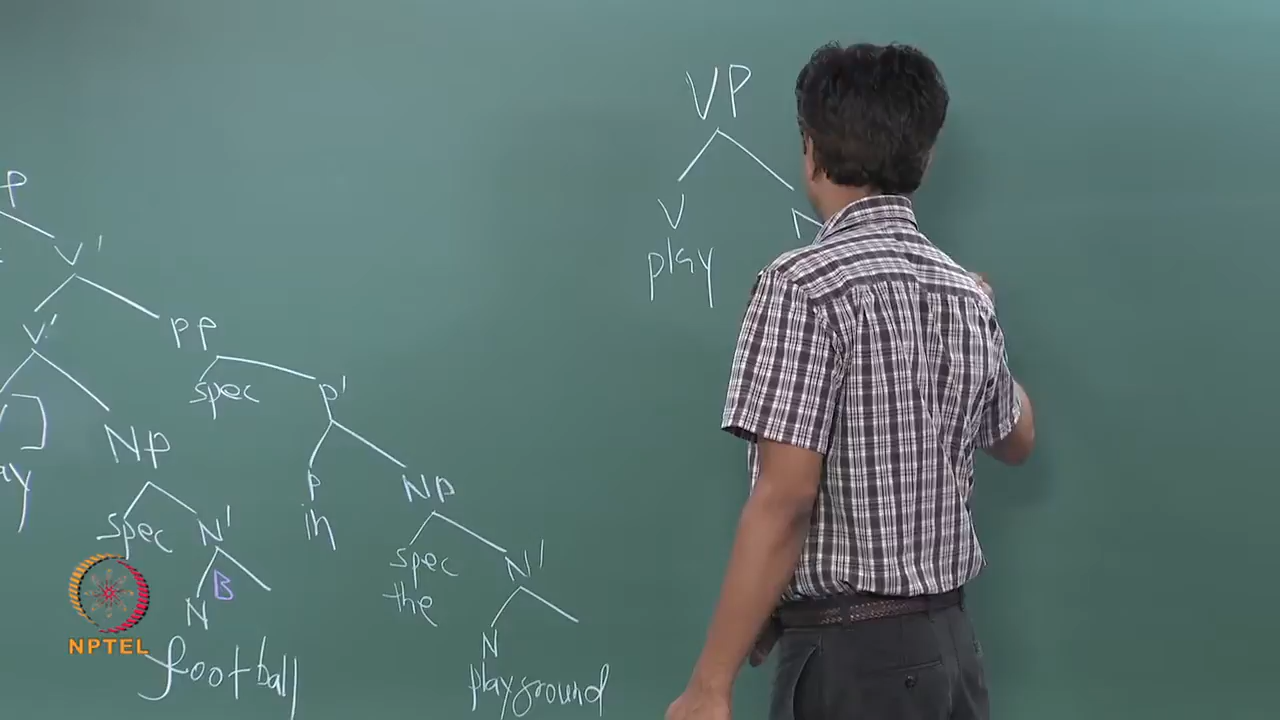 VP
P
V'
V
play
V'
PP
spec
P'
NP
P
in
NP
spec
N'
B
N
football
spec
the
N'
N
playground
NPTEL